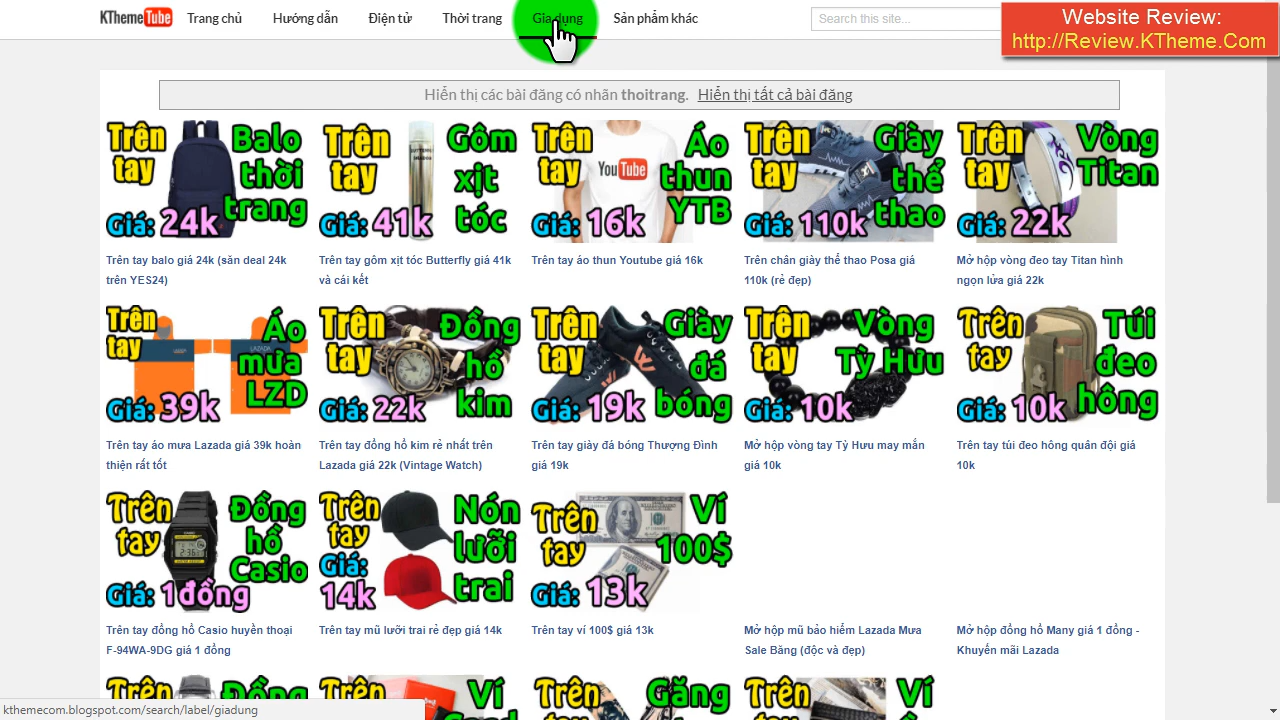 KThemeTube Trang chủ Hướng dẫn Điện tử Thời trang Gia dụng Sản phẩm khác Search this site...
Website Review:
http://Review.KTheme.Com
Hiển thị các bài đăng có nhãn thoitrang. Hiển thị tất cả bài đăng
Trên tay Balo thời trang Giá: 24k
Trên tay Gôm xịt tóc Giá: 41k
Trên tay Áo thun YTB YouTube Giá: 16k
Trên tay Giày thể thao Giá: 110k
Trên tay Vòng Titan Giá: 22k
Trên tay balo giá 24k (săn deal 24k
trên YES24)
Trên tay gôm xịt tóc Butterfly giá 41k
và cái kết
Trên tay áo thun Youtube giá 16k
Trên chân giày thể thao Posa giá
110k (rẻ đẹp)
Mở hộp vòng đeo tay Titan hình
ngọn lửa giá 22k
Trên tay Áo mưa LZD LAZADA Giá: 39k
Trên tay Đồng hồ kim Giá: 22k
Trên tay Giày đá bóng Giá: 19k
Trên tay Vòng Tỳ Hưu Giá: 10k
Trên tay Túi đeo hông Giá: 10k
Trên tay áo mưa Lazada giá 39k hoàn
thiện rất tốt
Trên tay đồng hồ kim rẻ nhất trên
Lazada giá 22k (Vintage Watch)
Trên tay giày đá bóng Thượng Đình
giá 19k
Mở hộp vòng tay Tỳ Hưu may mắn
giá 10k
Trên tay túi đeo hông quân đội giá
10k
Trên tay Đồng hồ Casio Giá: 1 đồng
Trên tay Nón lưỡi trai Giá: 14k
Trên tay Ví 100$ Giá: 13k
Trên tay đồng hồ Casio huyền thoại
F-94WA-9DG giá 1 đồng
Trên tay mũ lưỡi trai rẻ đẹp giá 14k
Trên tay ví 100$ giá 13k
Mở hộp mũ bảo hiểm Lazada Mưa
Sale Băng (độc và đẹp)
Mở hộp đồng hồ Many giá 1 đồng -
Khuyến mãi Lazada
Trên Đồng
Trên Ví
Trên Găng
Trên Ví
kthemecom.blogspot.com/search/label/giadung